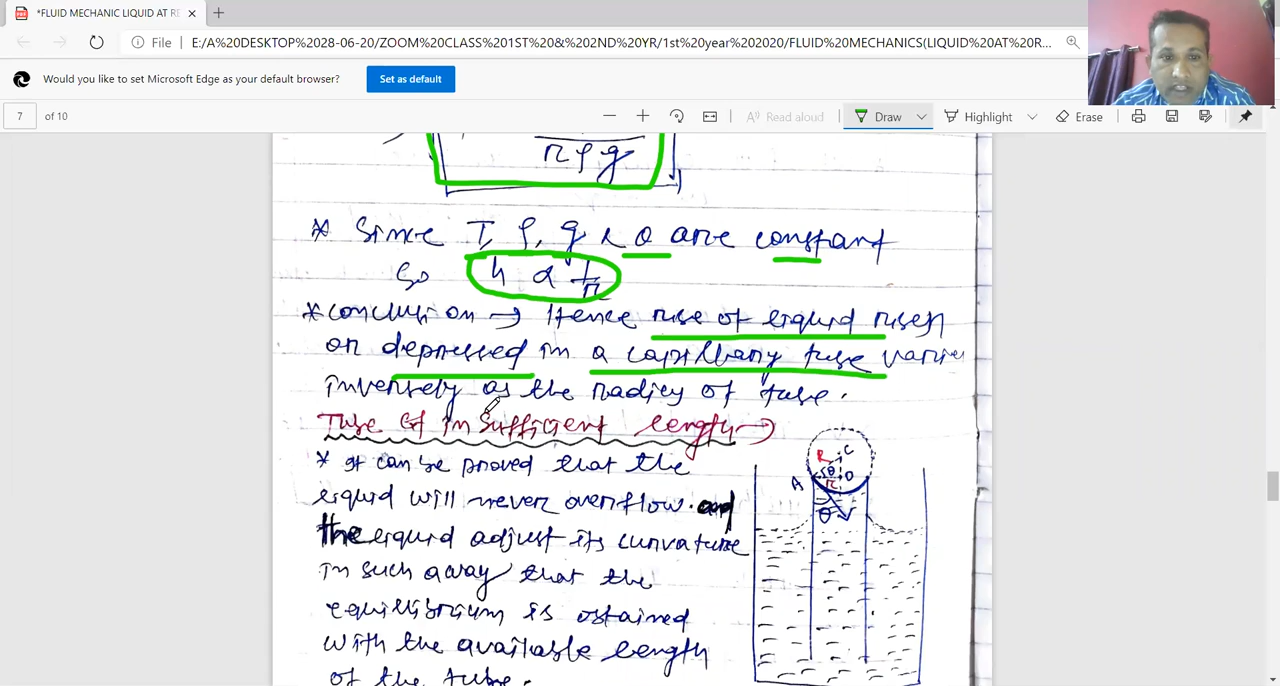 *FLUID MECHANIC LIQUID AT RE
File E:/A%20DESKTOP%2028-06-20/ZOOM%20CLASS%201ST%20&%202ND%20YR/1st%20year%202020/FLUID%20MECHANICS(LIQUID%20AT%20R...
Would you like to set Microsoft Edge as your default browser? Set as default
7 of 10 Read aloud Draw Highlight Erase
rρg
* Since T, ρ, g & θ are constant
So h α 1/r
*Conclusion → Hence rise of liquid rises
or depressed in a capillary tube varies
inversely as the radius of tube.
Tube of insufficient length →
* It can be proved that the
liquid will never overflow. and
the liquid adjust its curvature
in such a way that the
equilibrium is obtained
with the available length
of the tube.
R C
θ O
A r
θ